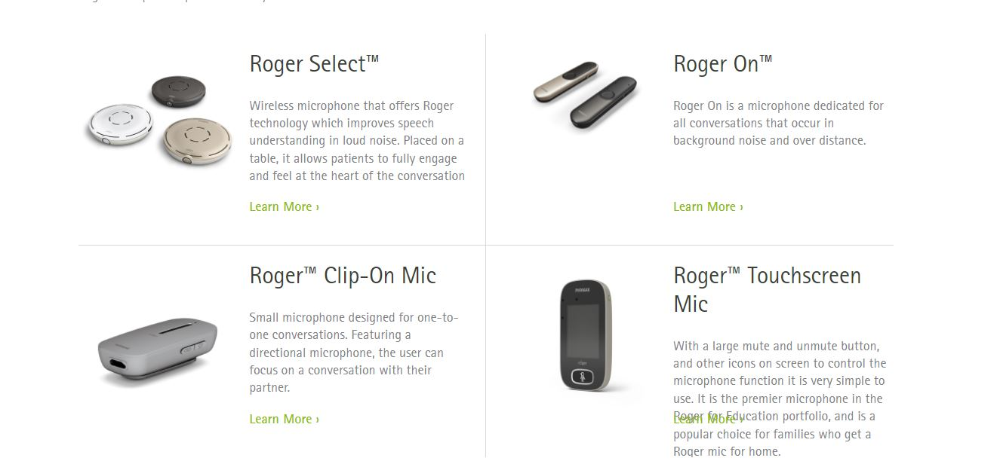 Roger Select™
Wireless microphone that offers Roger
technology which improves speech
understanding in loud noise. Placed on a
table, it allows patients to fully engage
and feel at the heart of the conversation
Learn More ›
Roger On™
Roger On is a microphone dedicated for
all conversations that occur in
background noise and over distance.
Learn More ›
Roger™ Clip-On Mic
Small microphone designed for one-to-
one conversations. Featuring a
directional microphone, the user can
focus on a conversation with their
partner.
Learn More ›
PHONAK
Roger™ Touchscreen
Mic
With a large mute and unmute button,
and other icons on screen to control the
microphone function it is very simple to
use. It is the premier microphone in the
Roger for Education portfolio, and is a
Learn More ›
popular choice for families who get a
Roger mic for home.